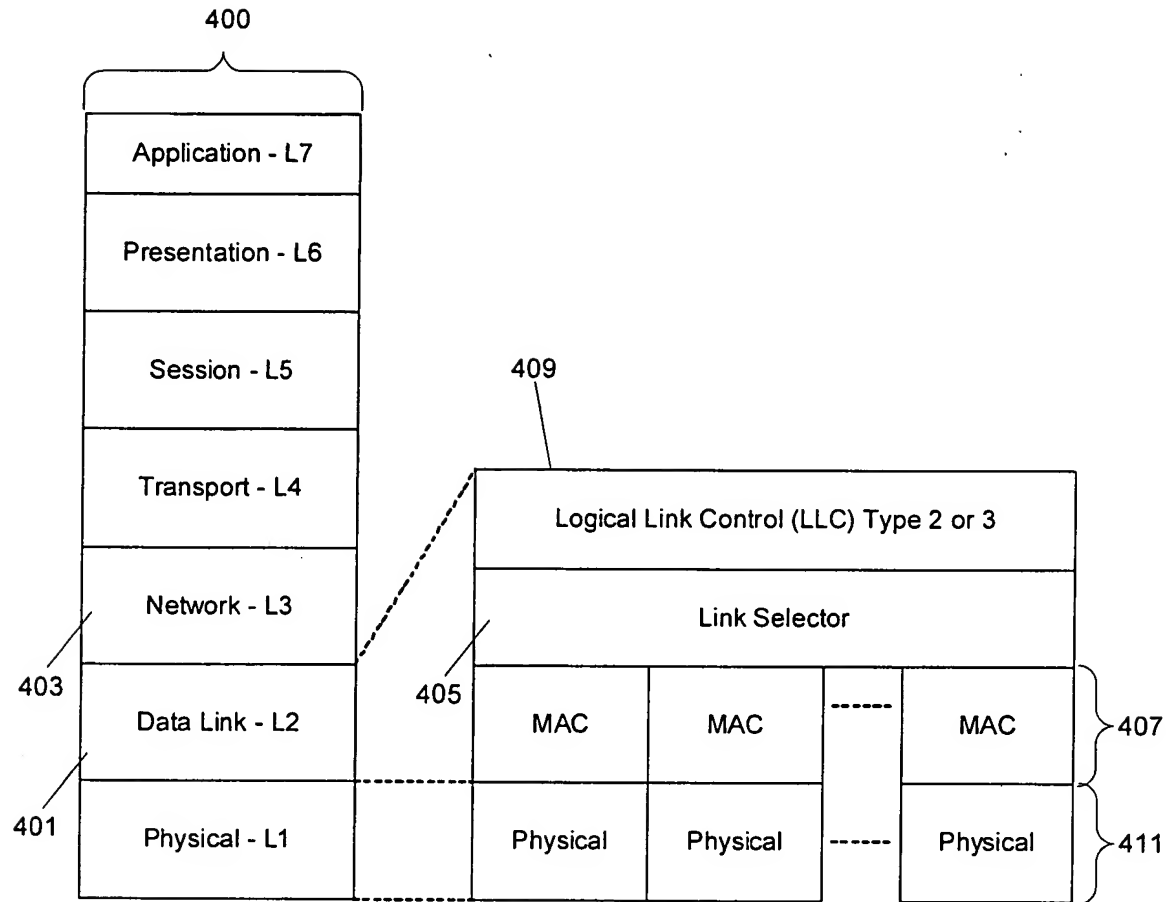 400
Application - L7
Presentation - L6
Session - L5
Transport - L4
Network - L3
403
Data Link - L2
401
Physical - L1
409
Logical Link Control (LLC) Type 2 or 3
Link Selector
405
MAC MAC MAC
407
Physical Physical Physical
411